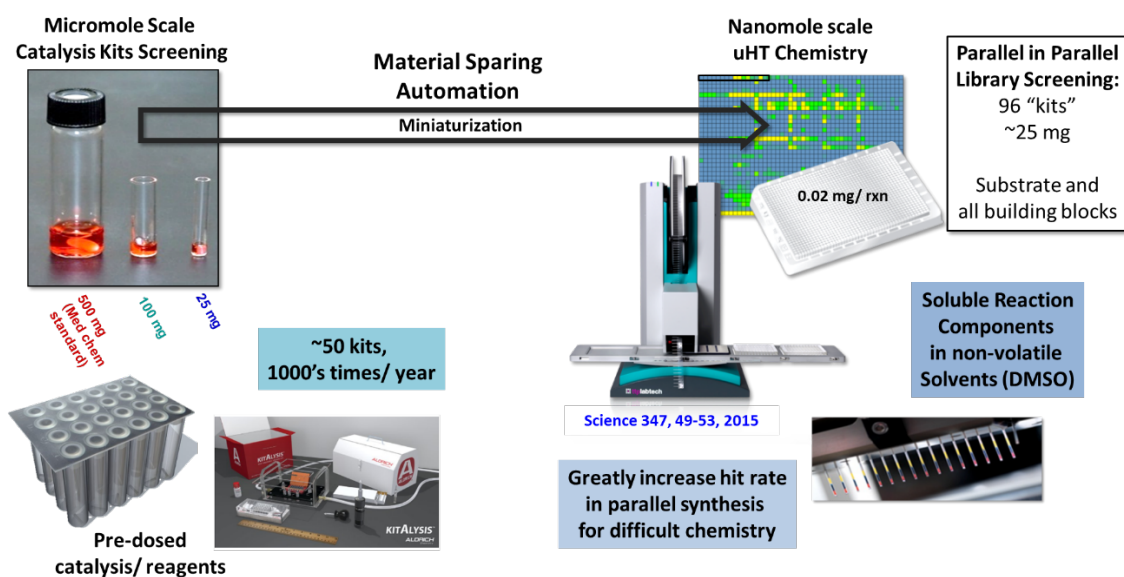 Micromole Scale
Catalysis Kits Screening
Material Sparing
Automation
Miniaturization
Nanomole scale
uHT Chemistry
0.02 mg/ rxn
Parallel in Parallel
Library Screening:
96 "kits"
~25 mg
Substrate and
all building blocks
500 mg
(Med chem
standard)
100 mg
25 mg
~50 kits,
1000's times/ year
Soluble Reaction
Components
in non-volatile
Solvents (DMSO)
labtech
Science 347, 49-53, 2015
Greatly increase hit rate
in parallel synthesis
for difficult chemistry
KITALYSIS
ALDRICH
A
KITALYSIS™
ALDRICH
Pre-dosed
catalysis/ reagents